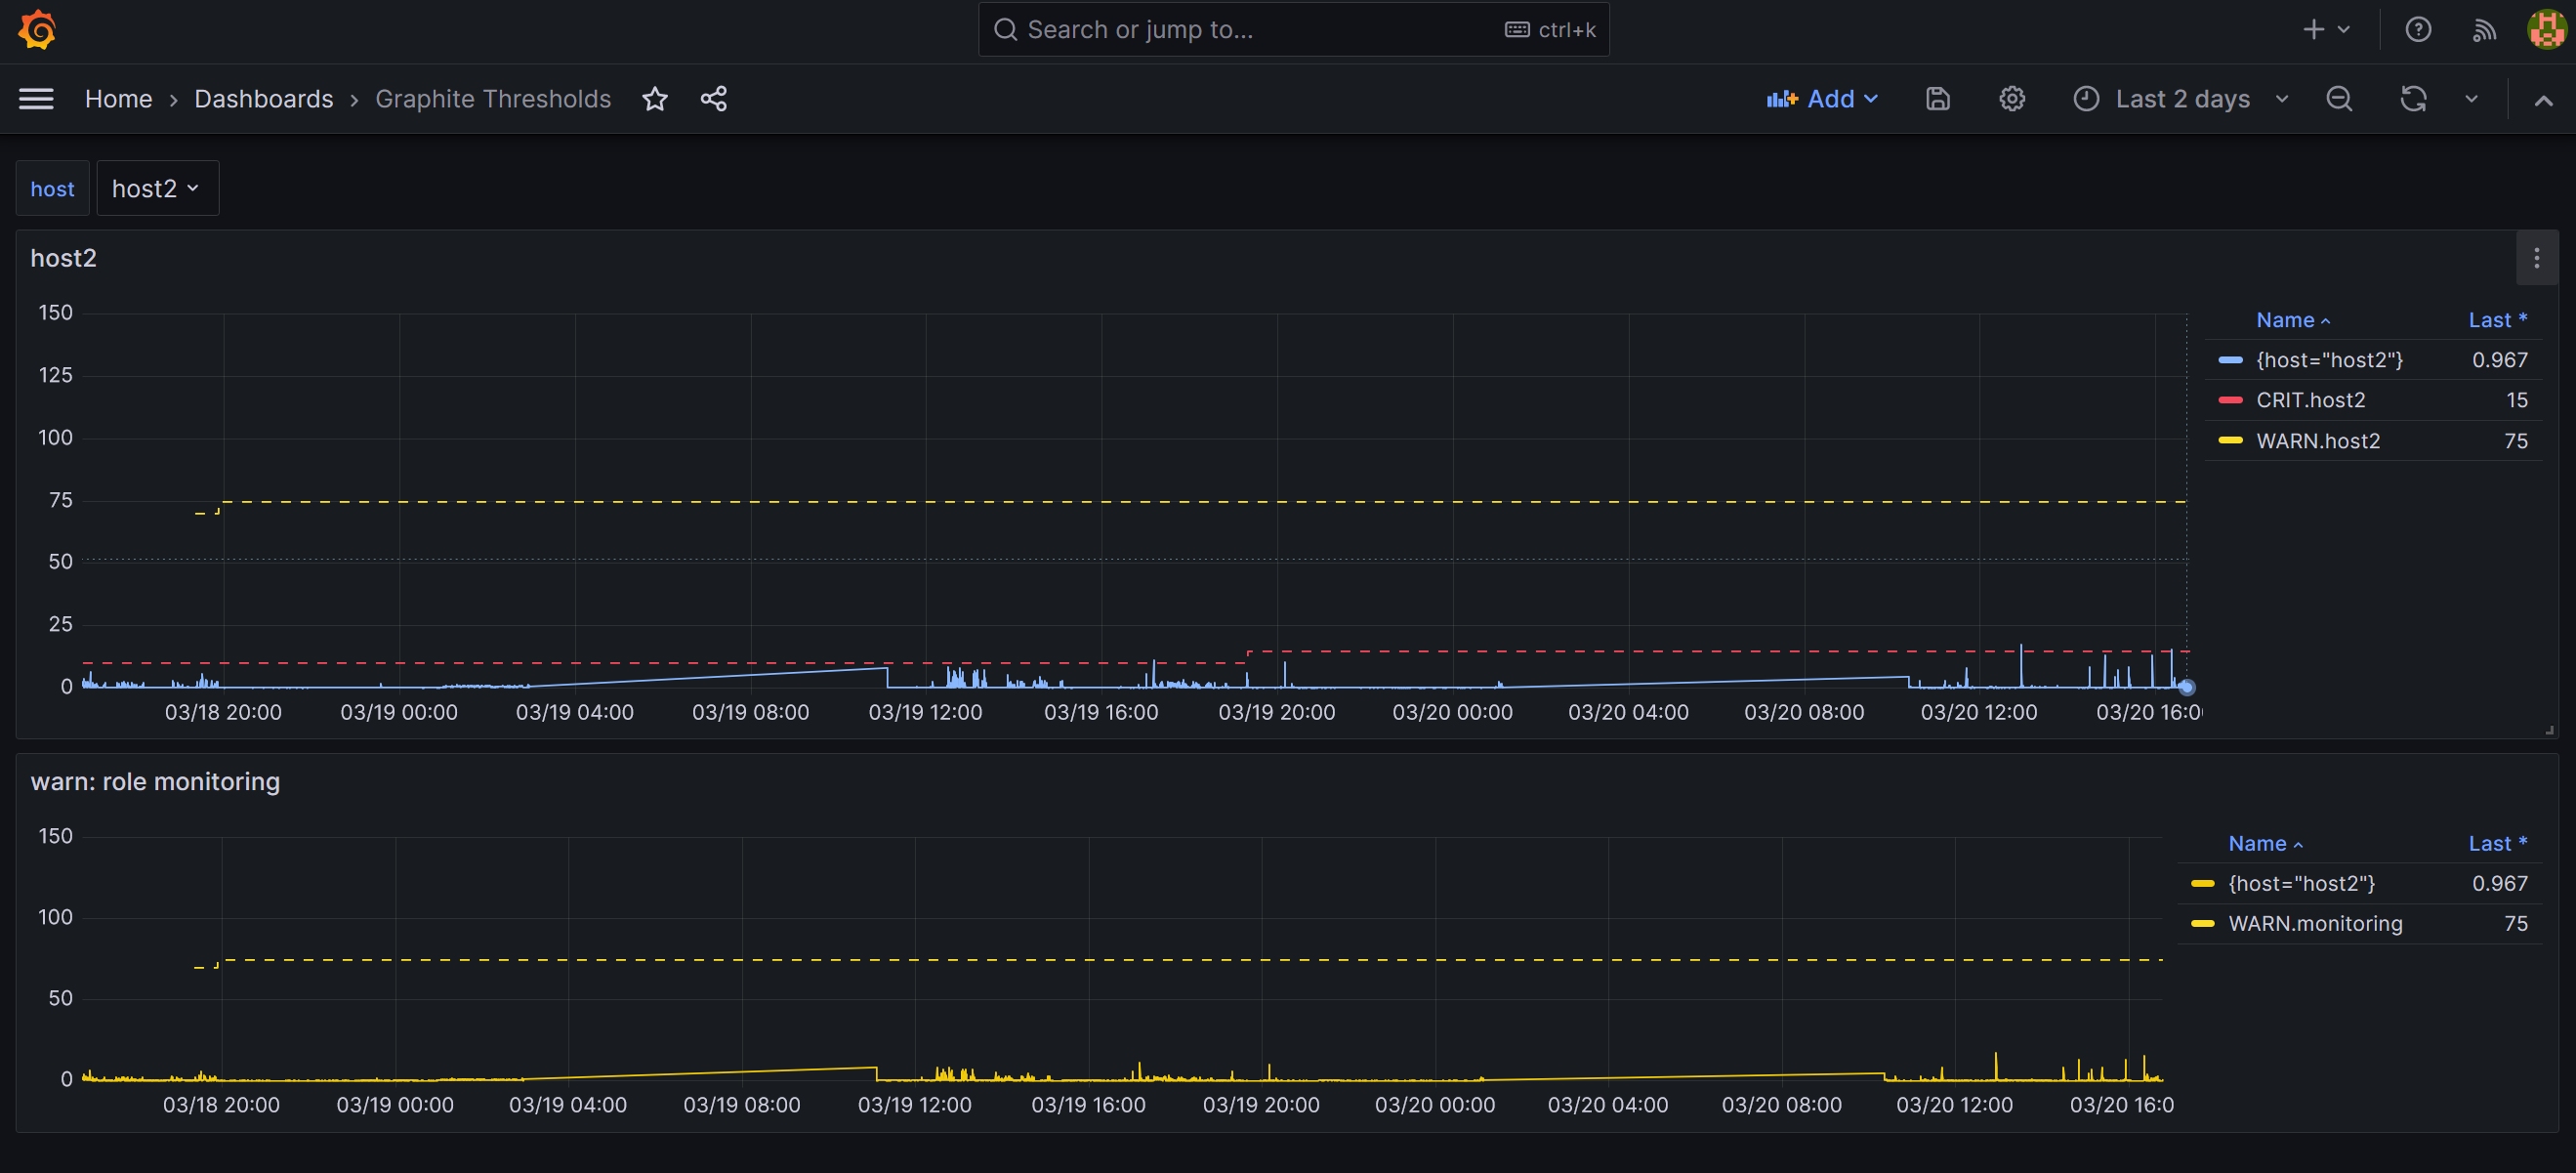 Search or jump to... ctrl+k
Home › Dashboards › Graphite Thresholds Add Last 2 days
host host2
host2
150
125
100
75
50
25
0
03/18 20:00 03/19 00:00 03/19 04:00 03/19 08:00 03/19 12:00 03/19 16:00 03/19 20:00 03/20 00:00 03/20 04:00 03/20 08:00 03/20 12:00 03/20 16:0
Name Last *
{host="host2"} 0.967
CRIT.host2 15
WARN.host2 75
warn: role monitoring
150
100
50
0
03/18 20:00 03/19 00:00 03/19 04:00 03/19 08:00 03/19 12:00 03/19 16:00 03/19 20:00 03/20 00:00 03/20 04:00 03/20 08:00 03/20 12:00 03/20 16:0
Name Last *
{host="host2"} 0.967
WARN.monitoring 75